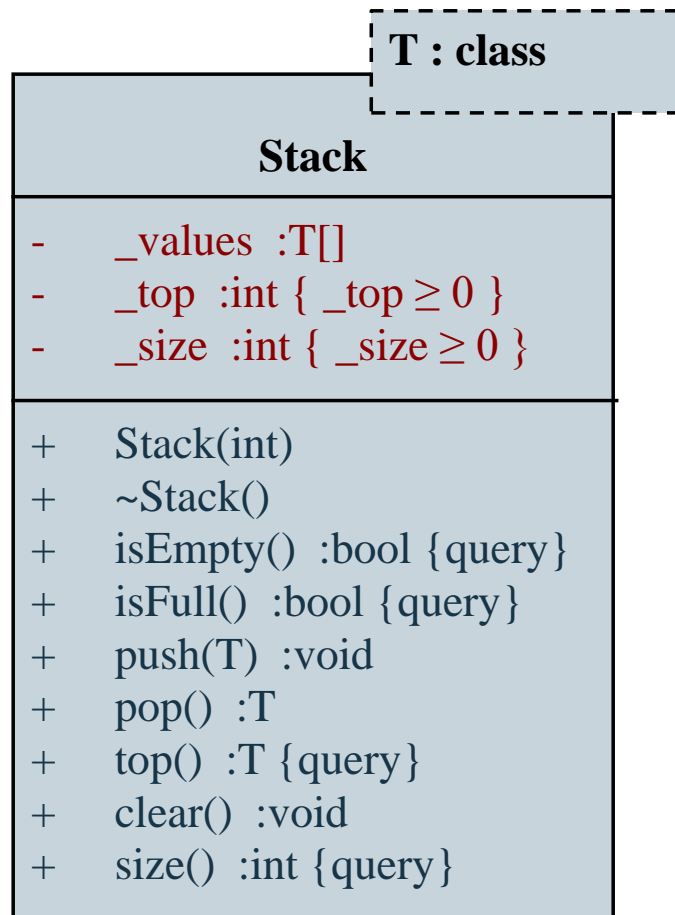 T : class
Stack
- _values :T[]
- _top :int { _top ≥ 0 }
- _size :int { _size ≥ 0 }
+ Stack(int)
+ ~Stack()
+ isEmpty() :bool {query}
+ isFull() :bool {query}
+ push(T) :void
+ pop() :T
+ top() :T {query}
+ clear() :void
+ size() :int {query}